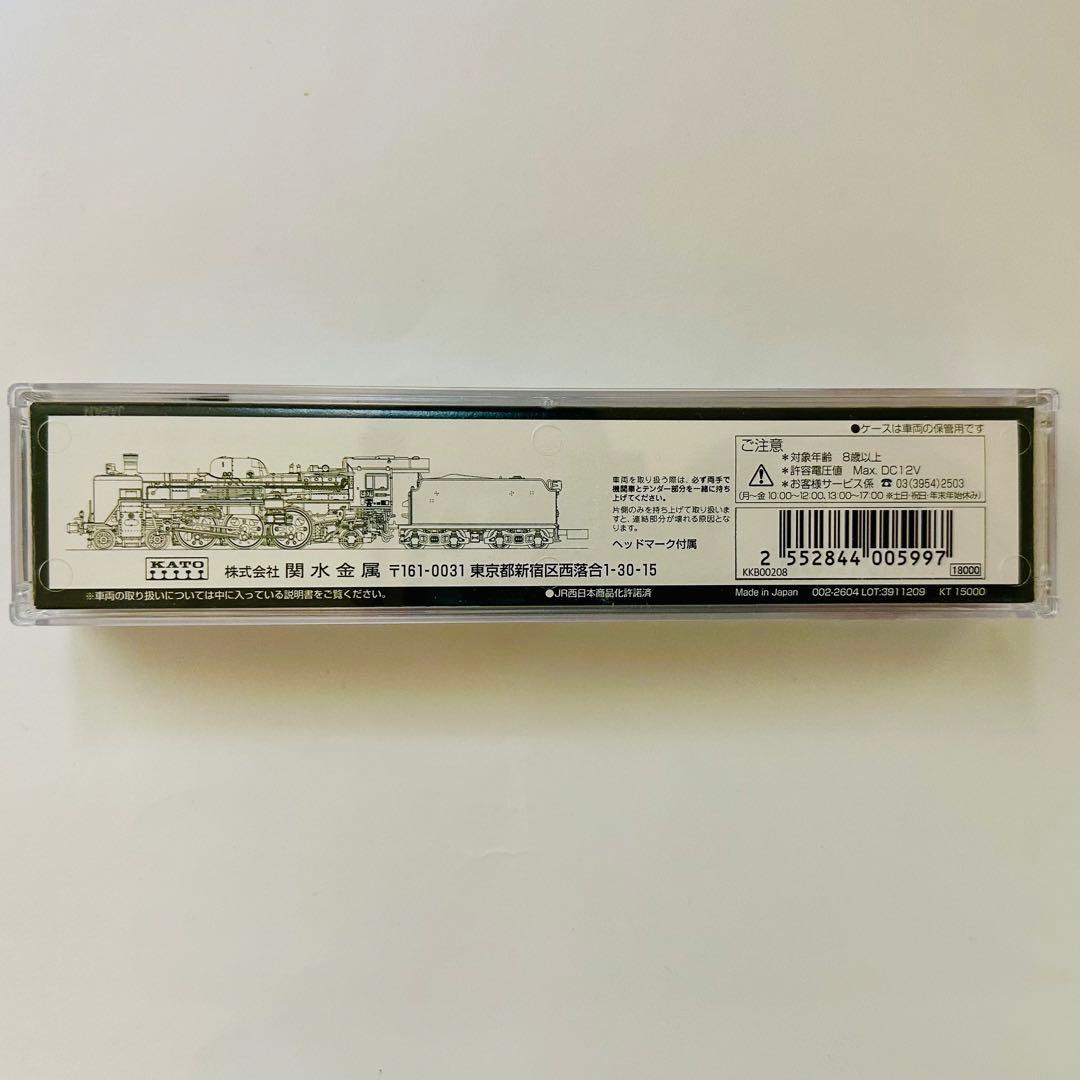 ●ケースは車両の保管用です
ご注意
*対象年齢 8歳以上
*許容電圧値 Max. DC12V
*お客様サービス係 ☎ 03(3954)2503
(月〜金 10:00〜12:00, 13:00〜17:00 ※土日・祝日・年末年始休み)
車両を取り扱う際は、必ず両手で
機関車とテンダー部分を一緒に持ち
上げてください。
片側のみを持ち上げて取り扱いま
すと、連結部分が壊れる原因とな
ります。
ヘッドマーク付属
2 552844 005997
KKB00208
18000
KATO
株式会社 関水金属 〒161-0031 東京都新宿区西落合1-30-15
※車両の取り扱いについては中に入っている説明書をご覧ください。
●JR西日本商品化許諾済
Made in Japan 002-2604 LOT:3911209 KT 15000